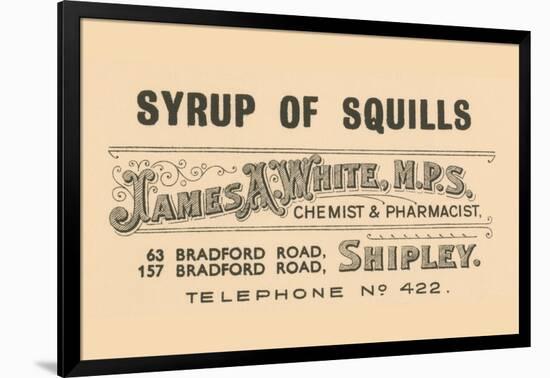 SYRUP OF SQUILLS
JAMES A. WHITE, M.P.S.
CHEMIST & PHARMACIST,
63 BRADFORD ROAD,
157 BRADFORD ROAD, SHIPLEY.
TELEPHONE No 422.